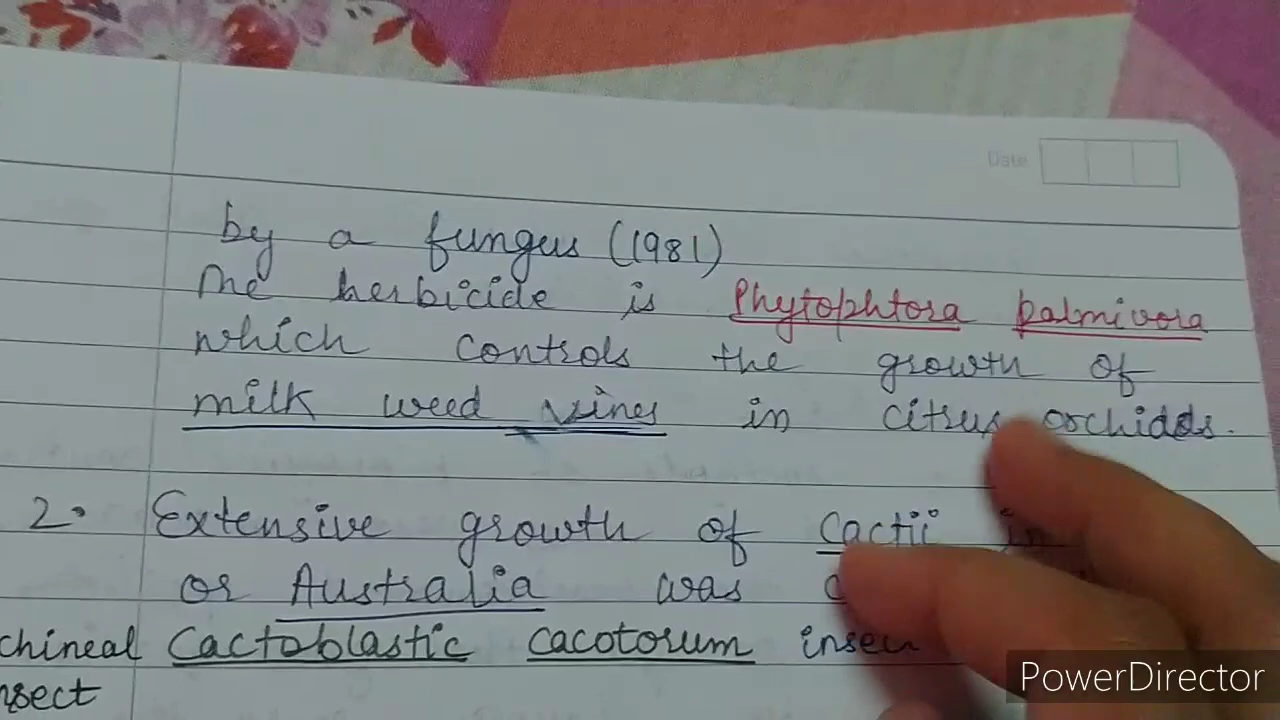 Date
by a fungus (1981)
The herbicide is Phytophtora palmivora
which controls the growth of
milk weed vines in citrus orchids.
2. Extensive growth of Cactii in
or Australia was
chineal Cactoblastic cacotorum
nsect
PowerDirector